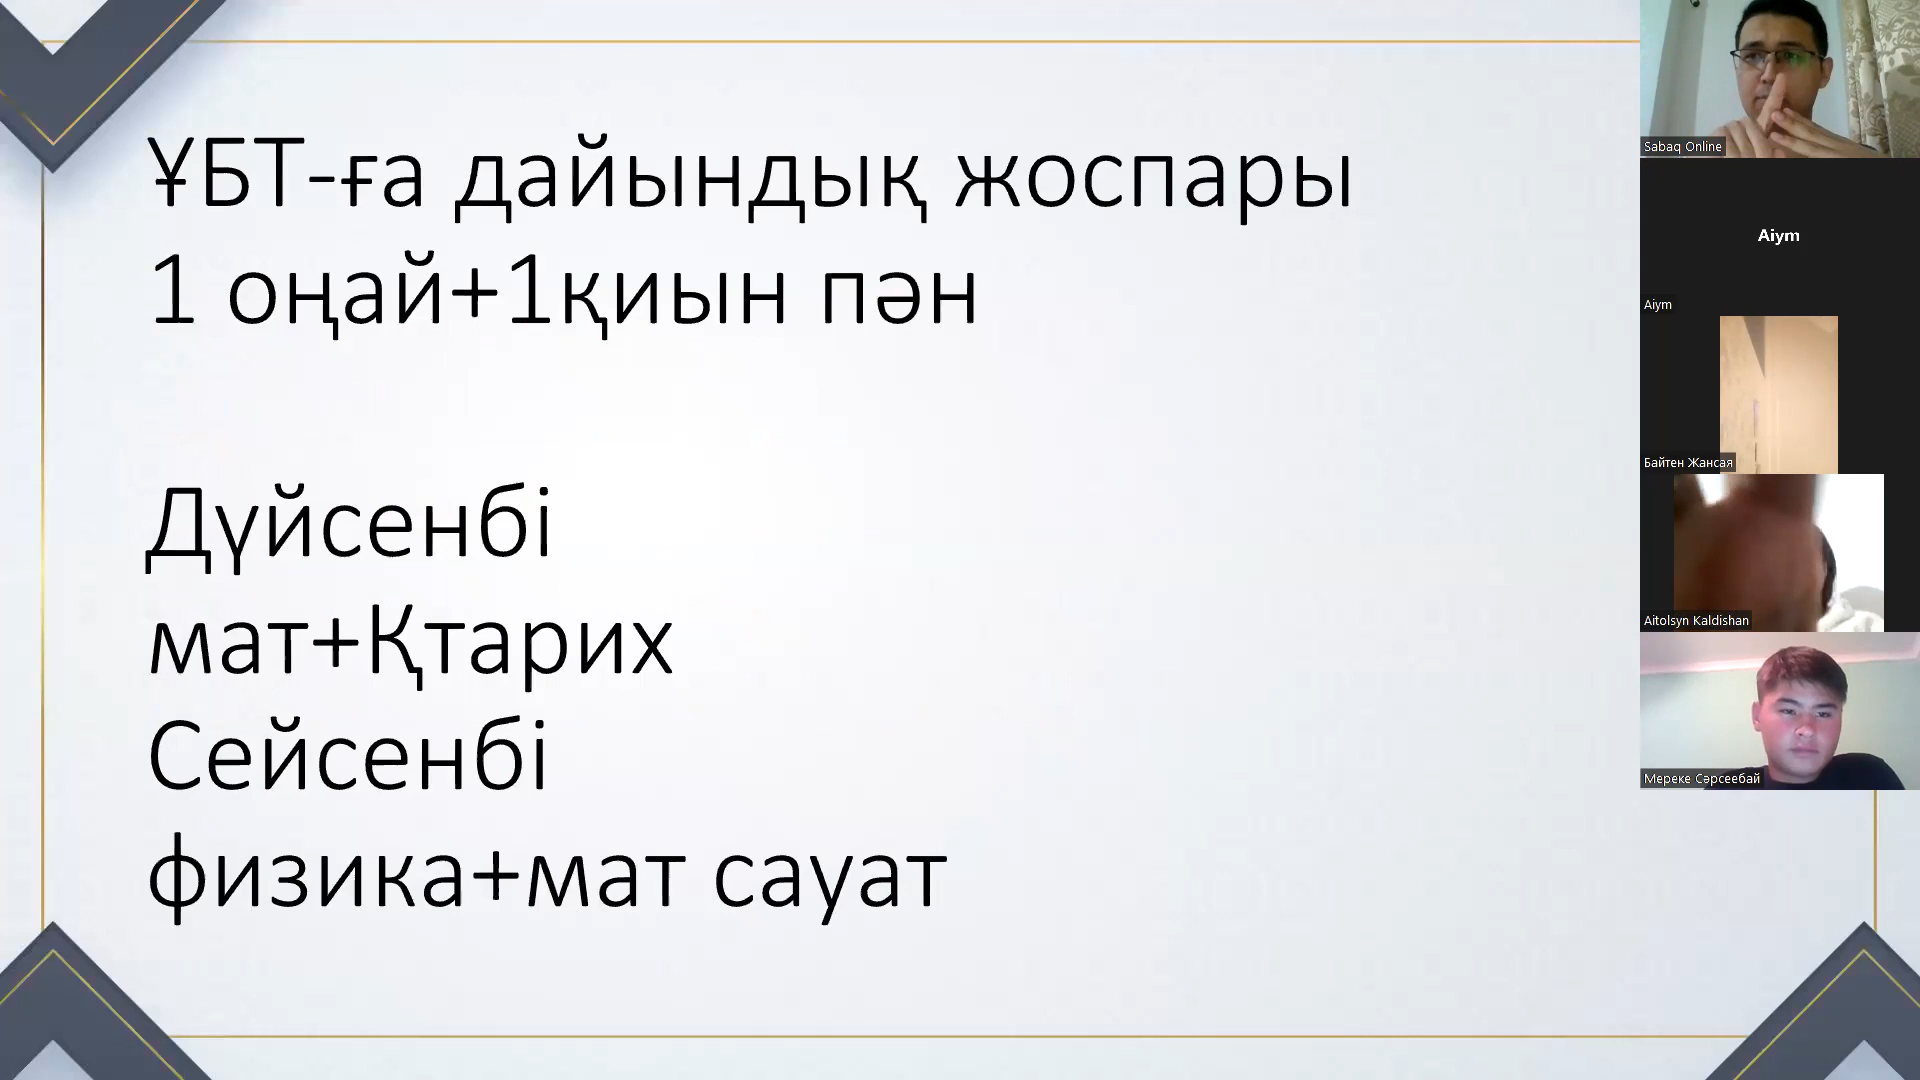 ҰБТ-ға дайындық жоспары
1 оңай+1қиын пән
Дүйсенбі
мат+Қтарих
Сейсенбі
физика+мат сауат
Sabaq Online
Aiym
Aiym
Байтен Жансая
Aitolsyn Kaldishan
Мереке Сәрсеебай